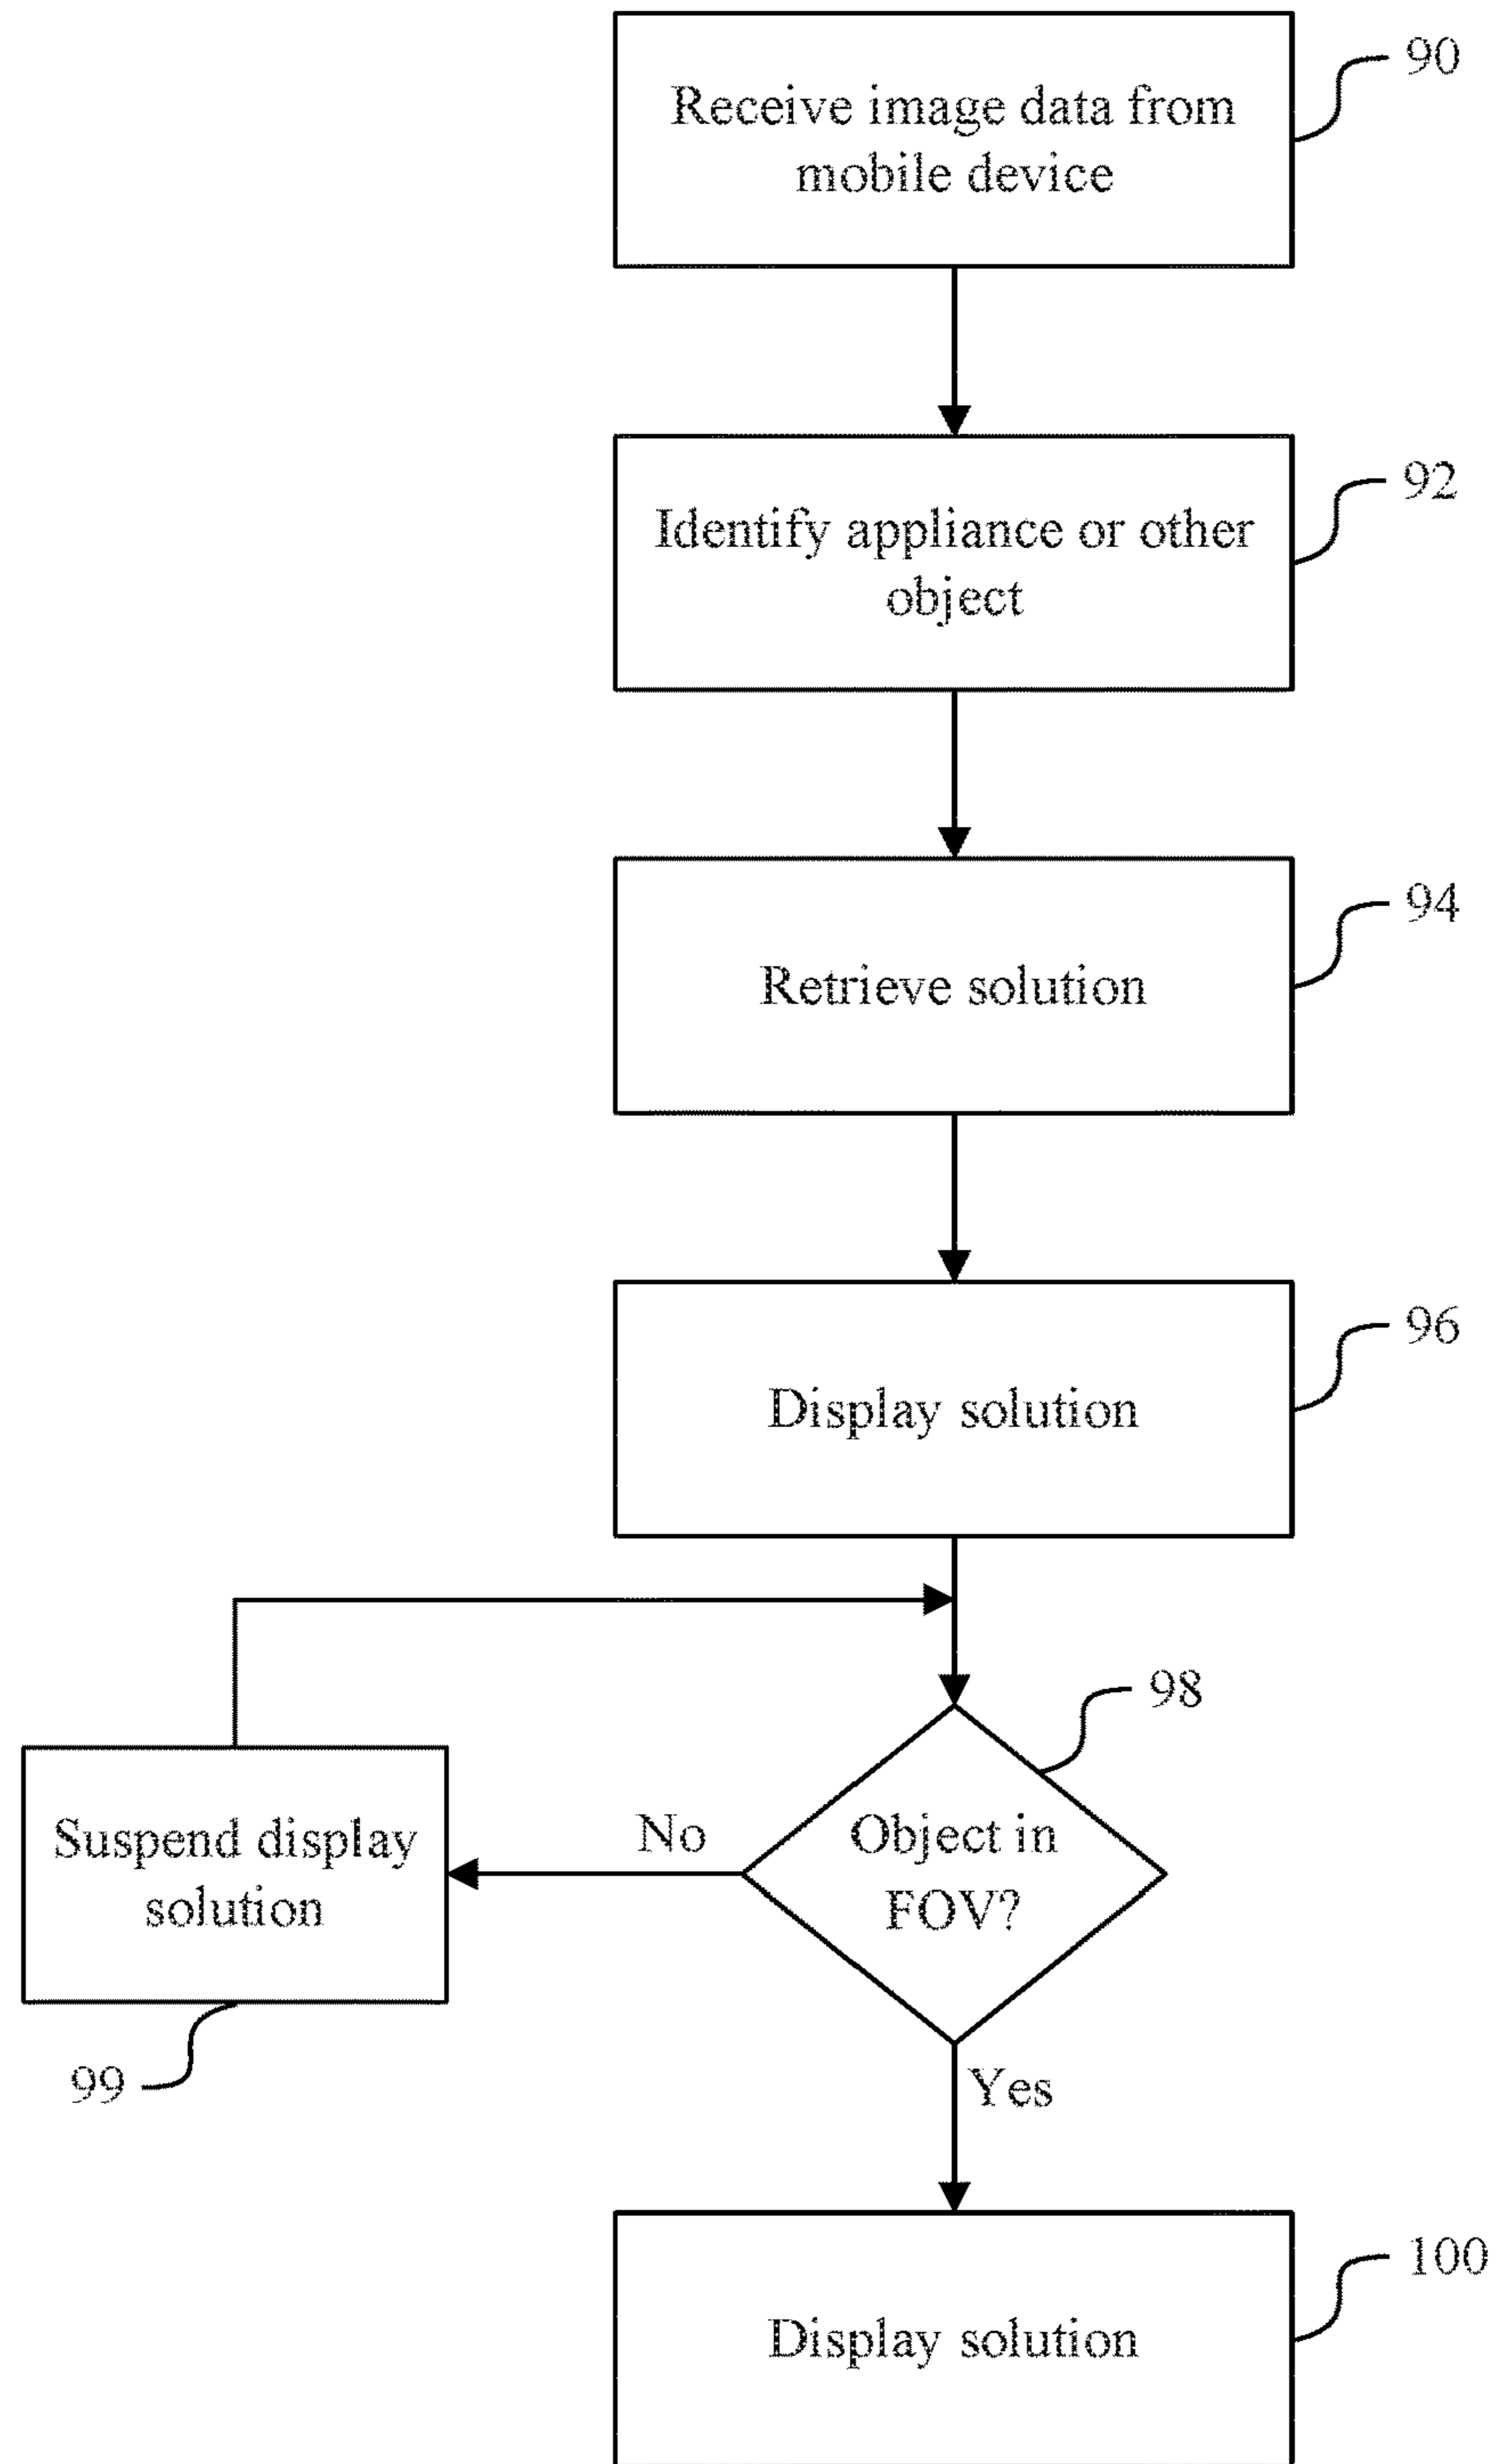 90
Receive image data from
mobile device
92
Identify appliance or other
object
94
Retrieve solution
96
Display solution
98
No
Object in
FOV?
Suspend display
solution
99
Yes
100
Display solution